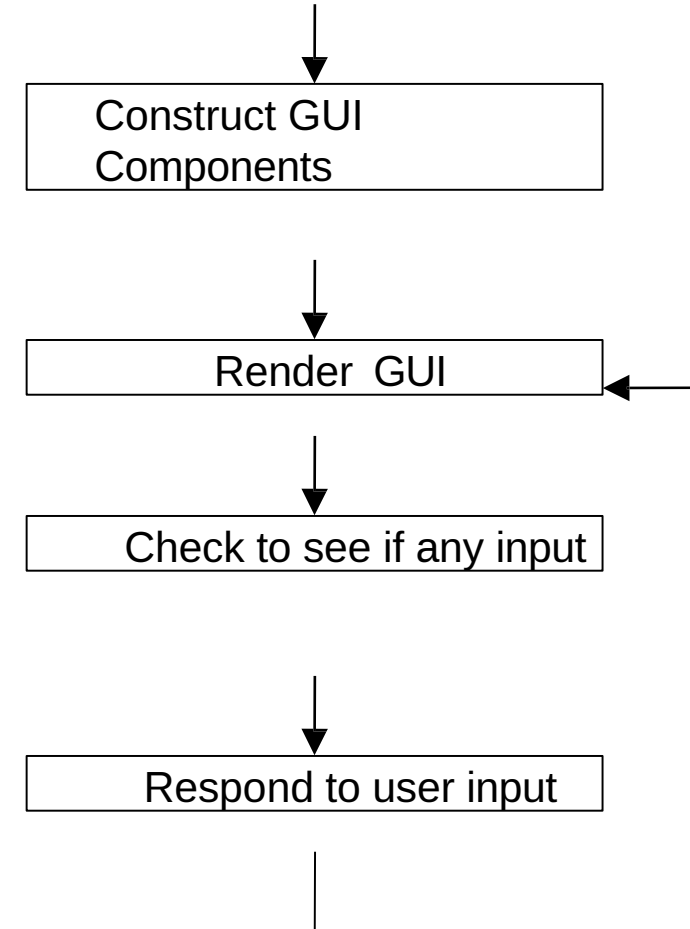 Construct GUI
Components
Render GUI
Check to see if any input
Respond to user input